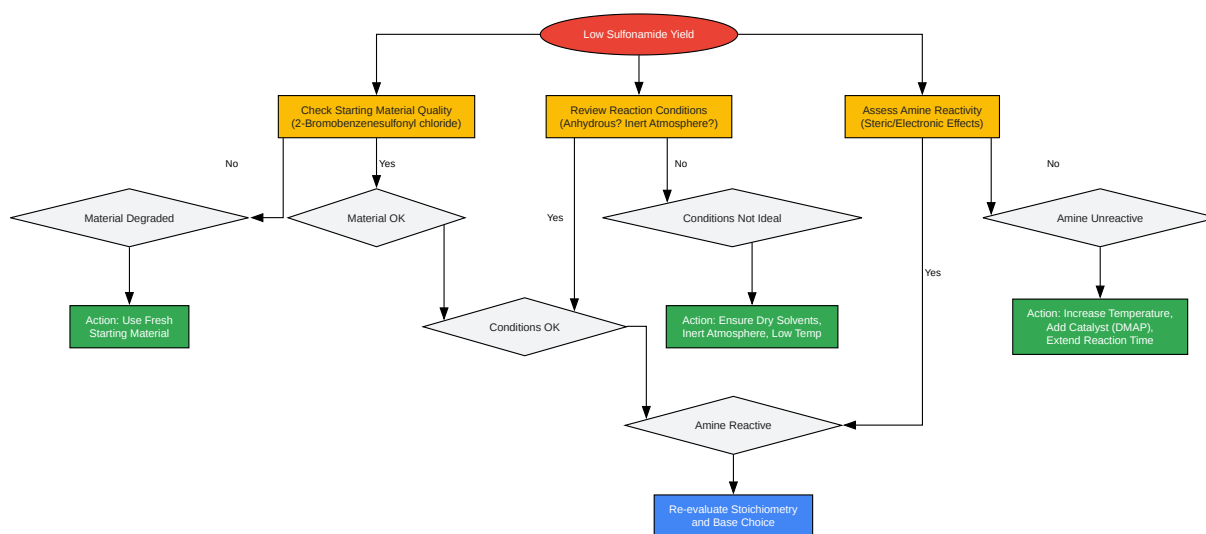 Low Sulfonamide Yield
Check Starting Material Quality
(2-Bromobenzenesulfonyl chloride)
Review Reaction Conditions
(Anhydrous? Inert Atmosphere?)
Assess Amine Reactivity
(Steric/Electronic Effects)
No
Yes
No
No
Material Degraded
Material OK
Yes
Conditions Not Ideal
Amine Unreactive
Yes
Action: Use Fresh
Starting Material
Conditions OK
Action: Ensure Dry Solvents,
Inert Atmosphere, Low Temp
Action: Increase Temperature,
Add Catalyst (DMAP),
Extend Reaction Time
Amine Reactive
Re-evaluate Stoichiometry
and Base Choice